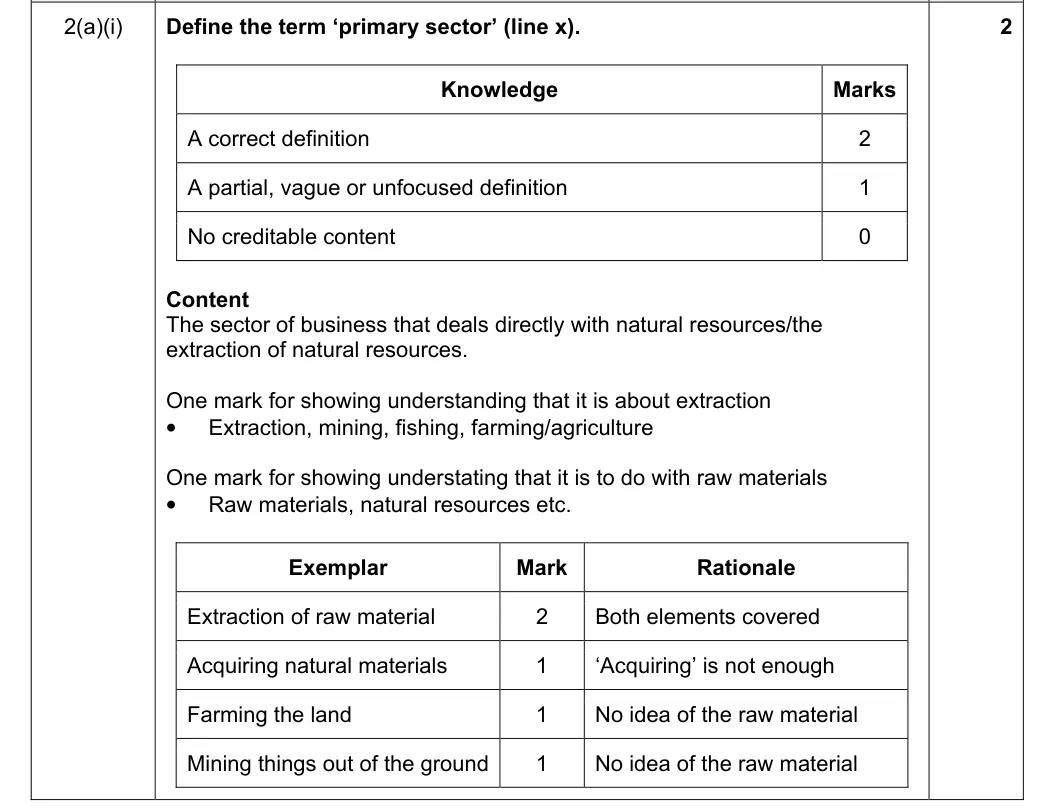 2(a)(i) Define the term ‘primary sector’ (line x). 2
Knowledge Marks
A correct definition 2
A partial, vague or unfocused definition 1
No creditable content 0
Content
The sector of business that deals directly with natural resources/the
extraction of natural resources.
One mark for showing understanding that it is about extraction
• Extraction, mining, fishing, farming/agriculture
One mark for showing understating that it is to do with raw materials
• Raw materials, natural resources etc.
Exemplar Mark Rationale
Extraction of raw material 2 Both elements covered
Acquiring natural materials 1 ‘Acquiring’ is not enough
Farming the land 1 No idea of the raw material
Mining things out of the ground 1 No idea of the raw material